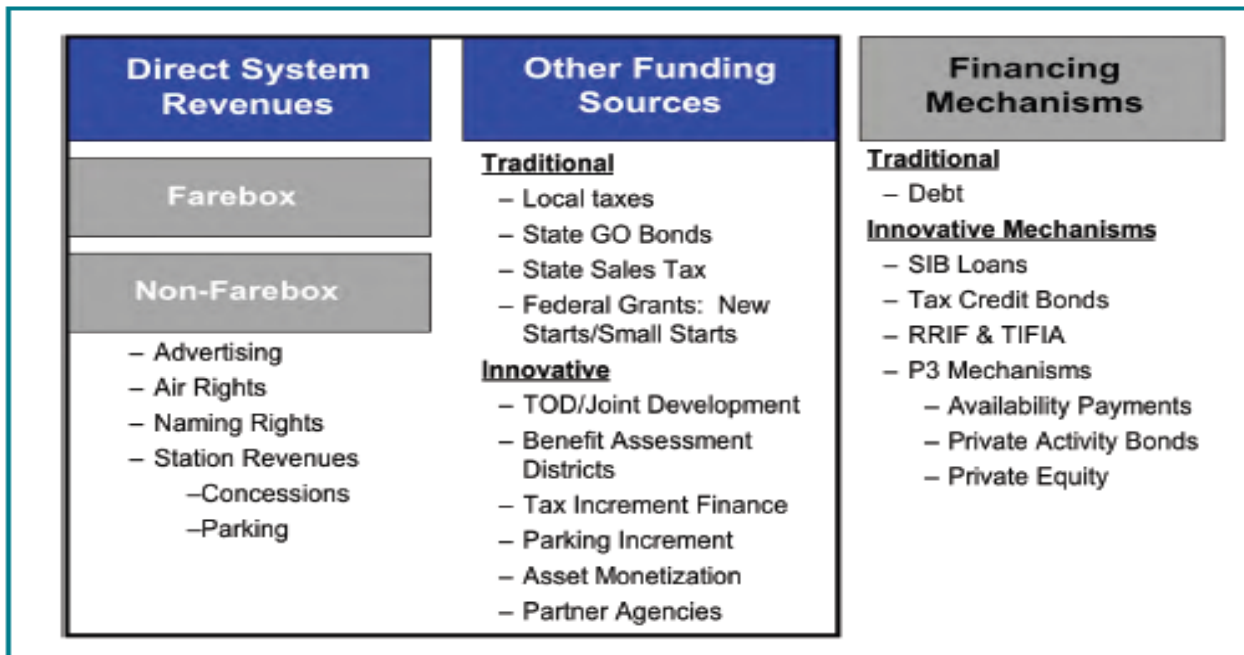 Direct System
Revenues
Farebox
Non-Farebox
– Advertising
– Air Rights
– Naming Rights
– Station Revenues
–Concessions
–Parking
Other Funding
Sources
Traditional
– Local taxes
– State GO Bonds
– State Sales Tax
– Federal Grants: New
Starts/Small Starts
Innovative
– TOD/Joint Development
– Benefit Assessment
Districts
– Tax Increment Finance
– Parking Increment
– Asset Monetization
– Partner Agencies
Financing
Mechanisms
Traditional
– Debt
Innovative Mechanisms
– SIB Loans
– Tax Credit Bonds
– RRIF & TIFIA
– P3 Mechanisms
– Availability Payments
– Private Activity Bonds
– Private Equity